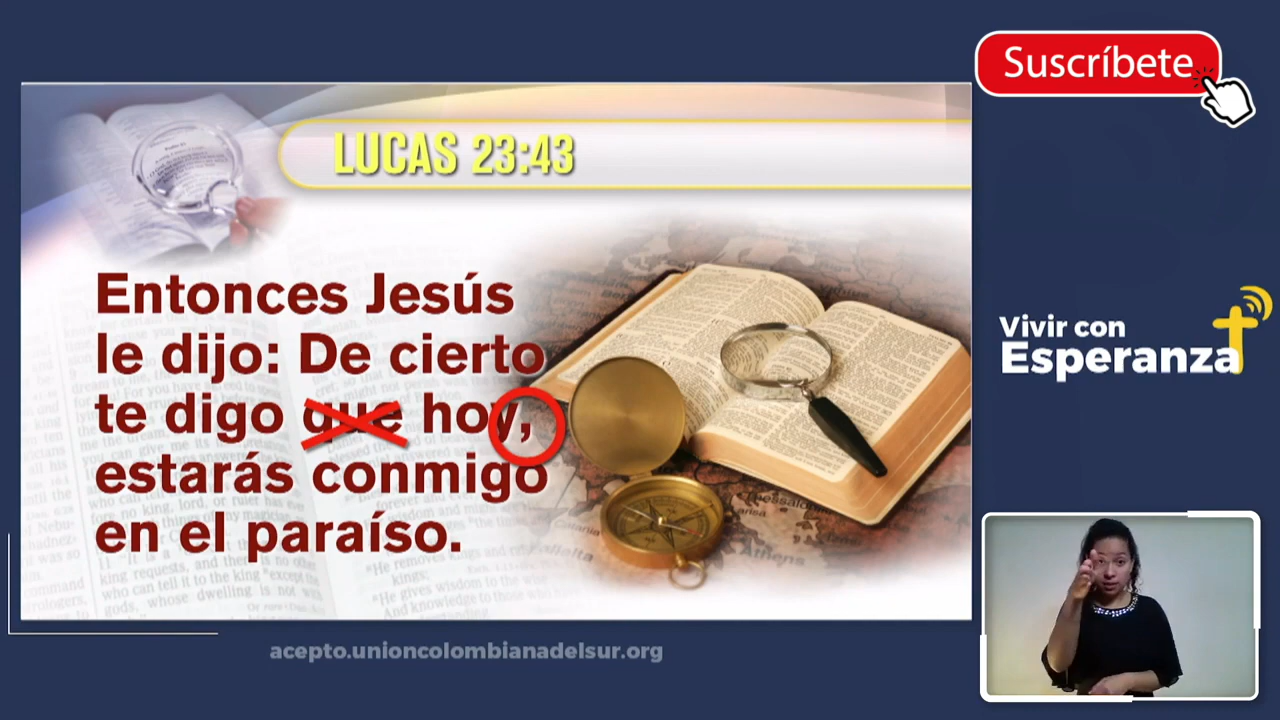 Suscríbete
LUCAS 23:43
Entonces Jesús
le dijo: De cierto
te digo que hoy,
estarás conmigo
en el paraíso.
Vivir con
Esperanza
acepto.unioncolombianadelsur.org